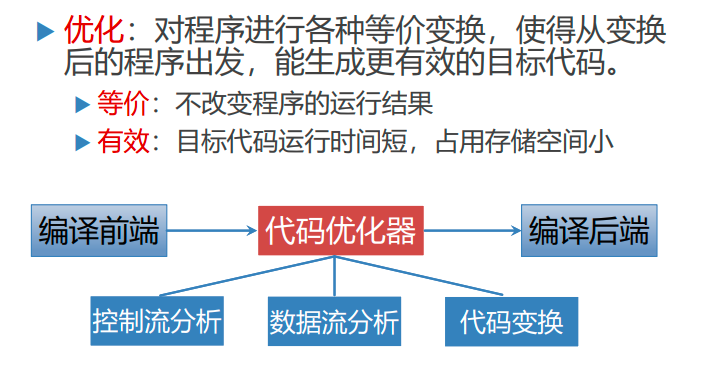 优化：对程序进行各种等价变换，使得从变换
后的程序出发，能生成更有效的目标代码。
等价：不改变程序的运行结果
有效：目标代码运行时间短，占用存储空间小
编译前端
代码优化器
编译后端
控制流分析
数据流分析
代码变换